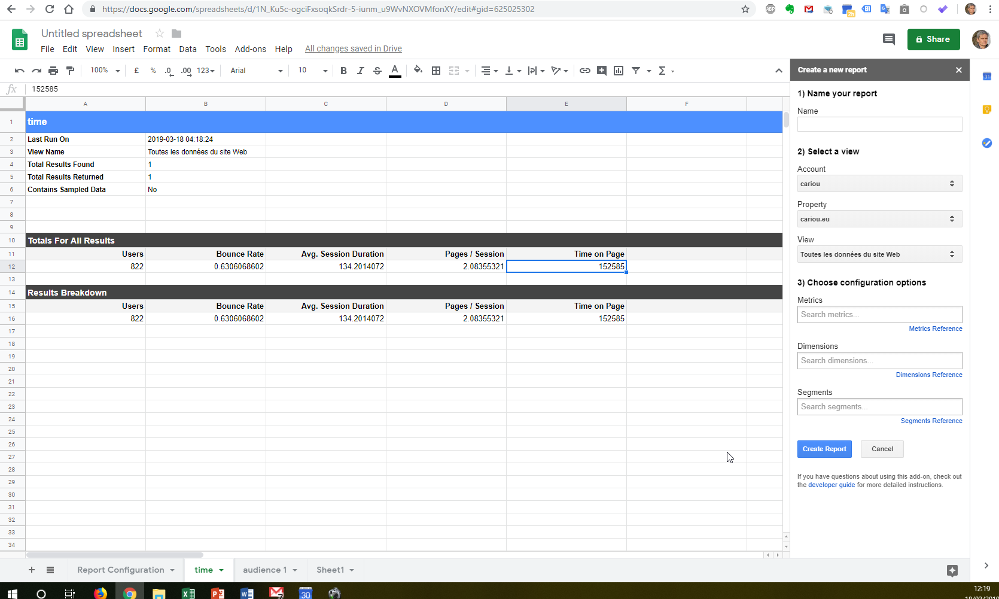 https://docs.google.com/spreadsheets/d/1N_Ku5c-ogciFxsoqkSrdr-5-iunm_u9WvNXOVMfonXY/edit#gid=625025302
ABP
2h
Untitled spreadsheet
File Edit View Insert Format Data Tools Add-ons Help All changes saved in Drive
Share
100% £ % .0 .00 123 Arial 10 B I S A
fx 152585
A B C D E F
1 time
2 Last Run On 2019-03-18 04:18:24
3 View Name Toutes les données du site Web
4 Total Results Found 1
5 Total Results Returned 1
6 Contains Sampled Data No
7
8
9
10 Totals For All Results
11 Users Bounce Rate Avg. Session Duration Pages / Session Time on Page
12 822 0.6306068602 134.2014072 2.08355321 152585
13
14 Results Breakdown
15 Users Bounce Rate Avg. Session Duration Pages / Session Time on Page
16 822 0.6306068602 134.2014072 2.08355321 152585
17
18
19
20
21
22
23
24
25
26
27
28
29
30
31
32
33
34
Create a new report
1) Name your report
Name
2) Select a view
Account
cariou
Property
cariou.eu
View
Toutes les données du site Web
3) Choose configuration options
Metrics
Search metrics...
Metrics Reference
Dimensions
Search dimensions...
Dimensions Reference
Segments
Search segments...
Segments Reference
Create Report Cancel
If you have questions about using this add-on, check out
the developer guide for more detailed instructions.
31
Report Configuration time audience 1 Sheet1
30
12:19